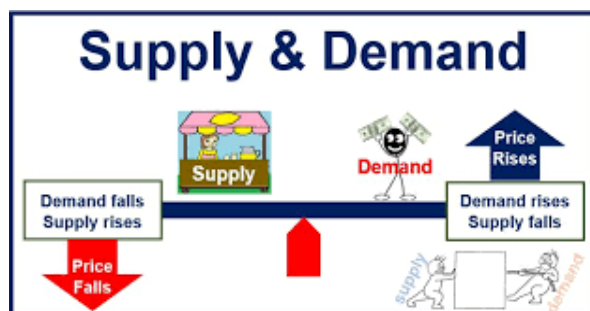 Supply & Demand
Supply
Demand
Price
Rises
Demand falls
Supply rises
Demand rises
Supply falls
Price
Falls
supply
demand